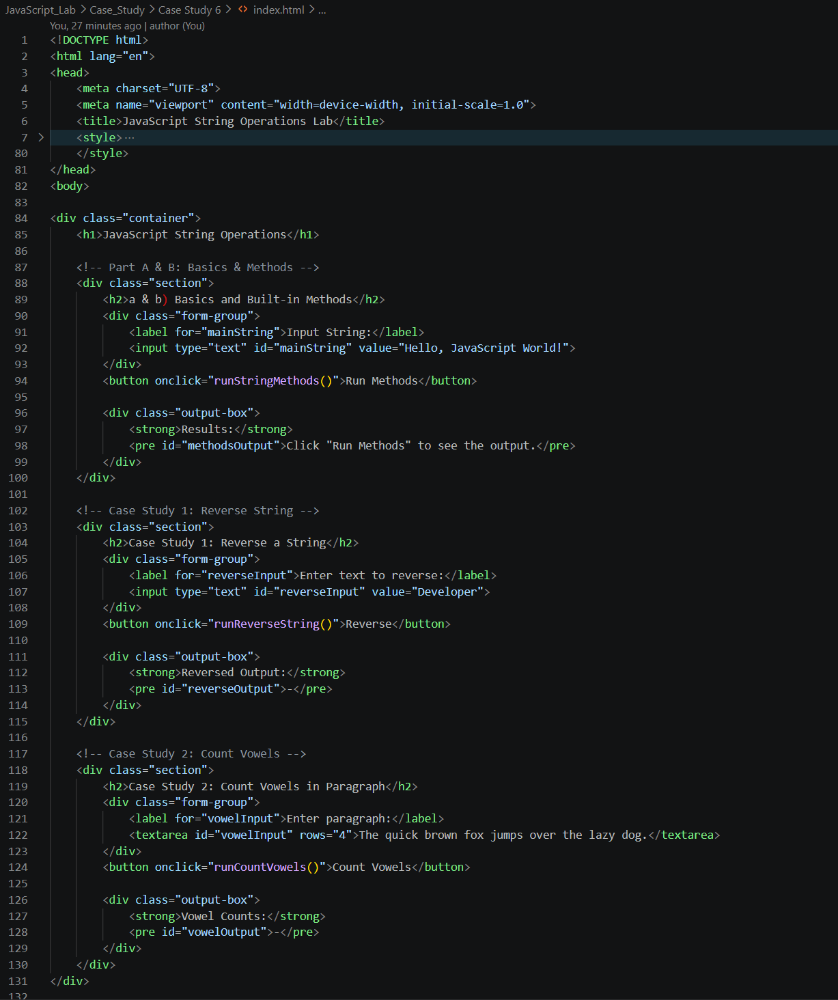 JavaScript_Lab > Case_Study > Case Study 6 > <> index.html > ...
You, 27 minutes ago | author (You)
1 <!DOCTYPE html>
2 <html lang="en">
3 <head>
4     <meta charset="UTF-8">
5     <meta name="viewport" content="width=device-width, initial-scale=1.0">
6     <title>JavaScript String Operations Lab</title>
7 >   <style>···
80     </style>
81 </head>
82 <body>
83
84 <div class="container">
85     <h1>JavaScript String Operations</h1>
86
87     <!-- Part A & B: Basics & Methods -->
88     <div class="section">
89         <h2>a & b) Basics and Built-in Methods</h2>
90         <div class="form-group">
91             <label for="mainString">Input String:</label>
92             <input type="text" id="mainString" value="Hello, JavaScript World!">
93         </div>
94         <button onclick="runStringMethods()">Run Methods</button>
95
96         <div class="output-box">
97             <strong>Results:</strong>
98             <pre id="methodsOutput">Click "Run Methods" to see the output.</pre>
99         </div>
100     </div>
101
102     <!-- Case Study 1: Reverse String -->
103     <div class="section">
104         <h2>Case Study 1: Reverse a String</h2>
105         <div class="form-group">
106             <label for="reverseInput">Enter text to reverse:</label>
107             <input type="text" id="reverseInput" value="Developer">
108         </div>
109         <button onclick="runReverseString()">Reverse</button>
110
111         <div class="output-box">
112             <strong>Reversed Output:</strong>
113             <pre id="reverseOutput">-</pre>
114         </div>
115     </div>
116
117     <!-- Case Study 2: Count Vowels -->
118     <div class="section">
119         <h2>Case Study 2: Count Vowels in Paragraph</h2>
120         <div class="form-group">
121             <label for="vowelInput">Enter paragraph:</label>
122             <textarea id="vowelInput" rows="4">The quick brown fox jumps over the lazy dog.</textarea>
123         </div>
124         <button onclick="runCountVowels()">Count Vowels</button>
125
126         <div class="output-box">
127             <strong>Vowel Counts:</strong>
128             <pre id="vowelOutput">-</pre>
129         </div>
130     </div>
131 </div>
132